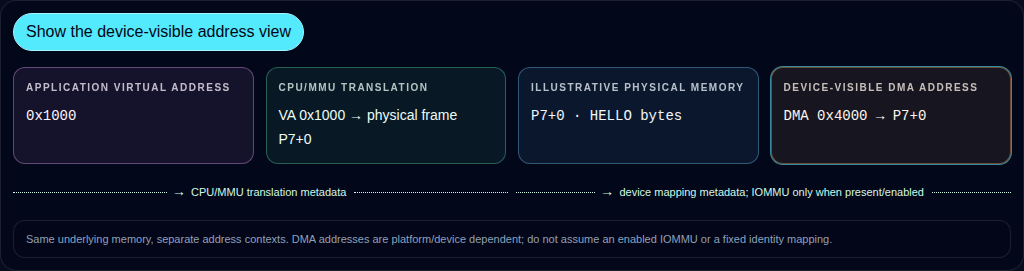 Show the device-visible address view
APPLICATION VIRTUAL ADDRESS
0x1000
CPU/MMU TRANSLATION
VA 0x1000 → physical frame
P7+0
ILLUSTRATIVE PHYSICAL MEMORY
P7+0 · HELLO bytes
DEVICE-VISIBLE DMA ADDRESS
DMA 0x4000 → P7+0
→ CPU/MMU translation metadata
→ device mapping metadata; IOMMU only when present/enabled
Same underlying memory, separate address contexts. DMA addresses are platform/device dependent; do not assume an enabled IOMMU or a fixed identity mapping.